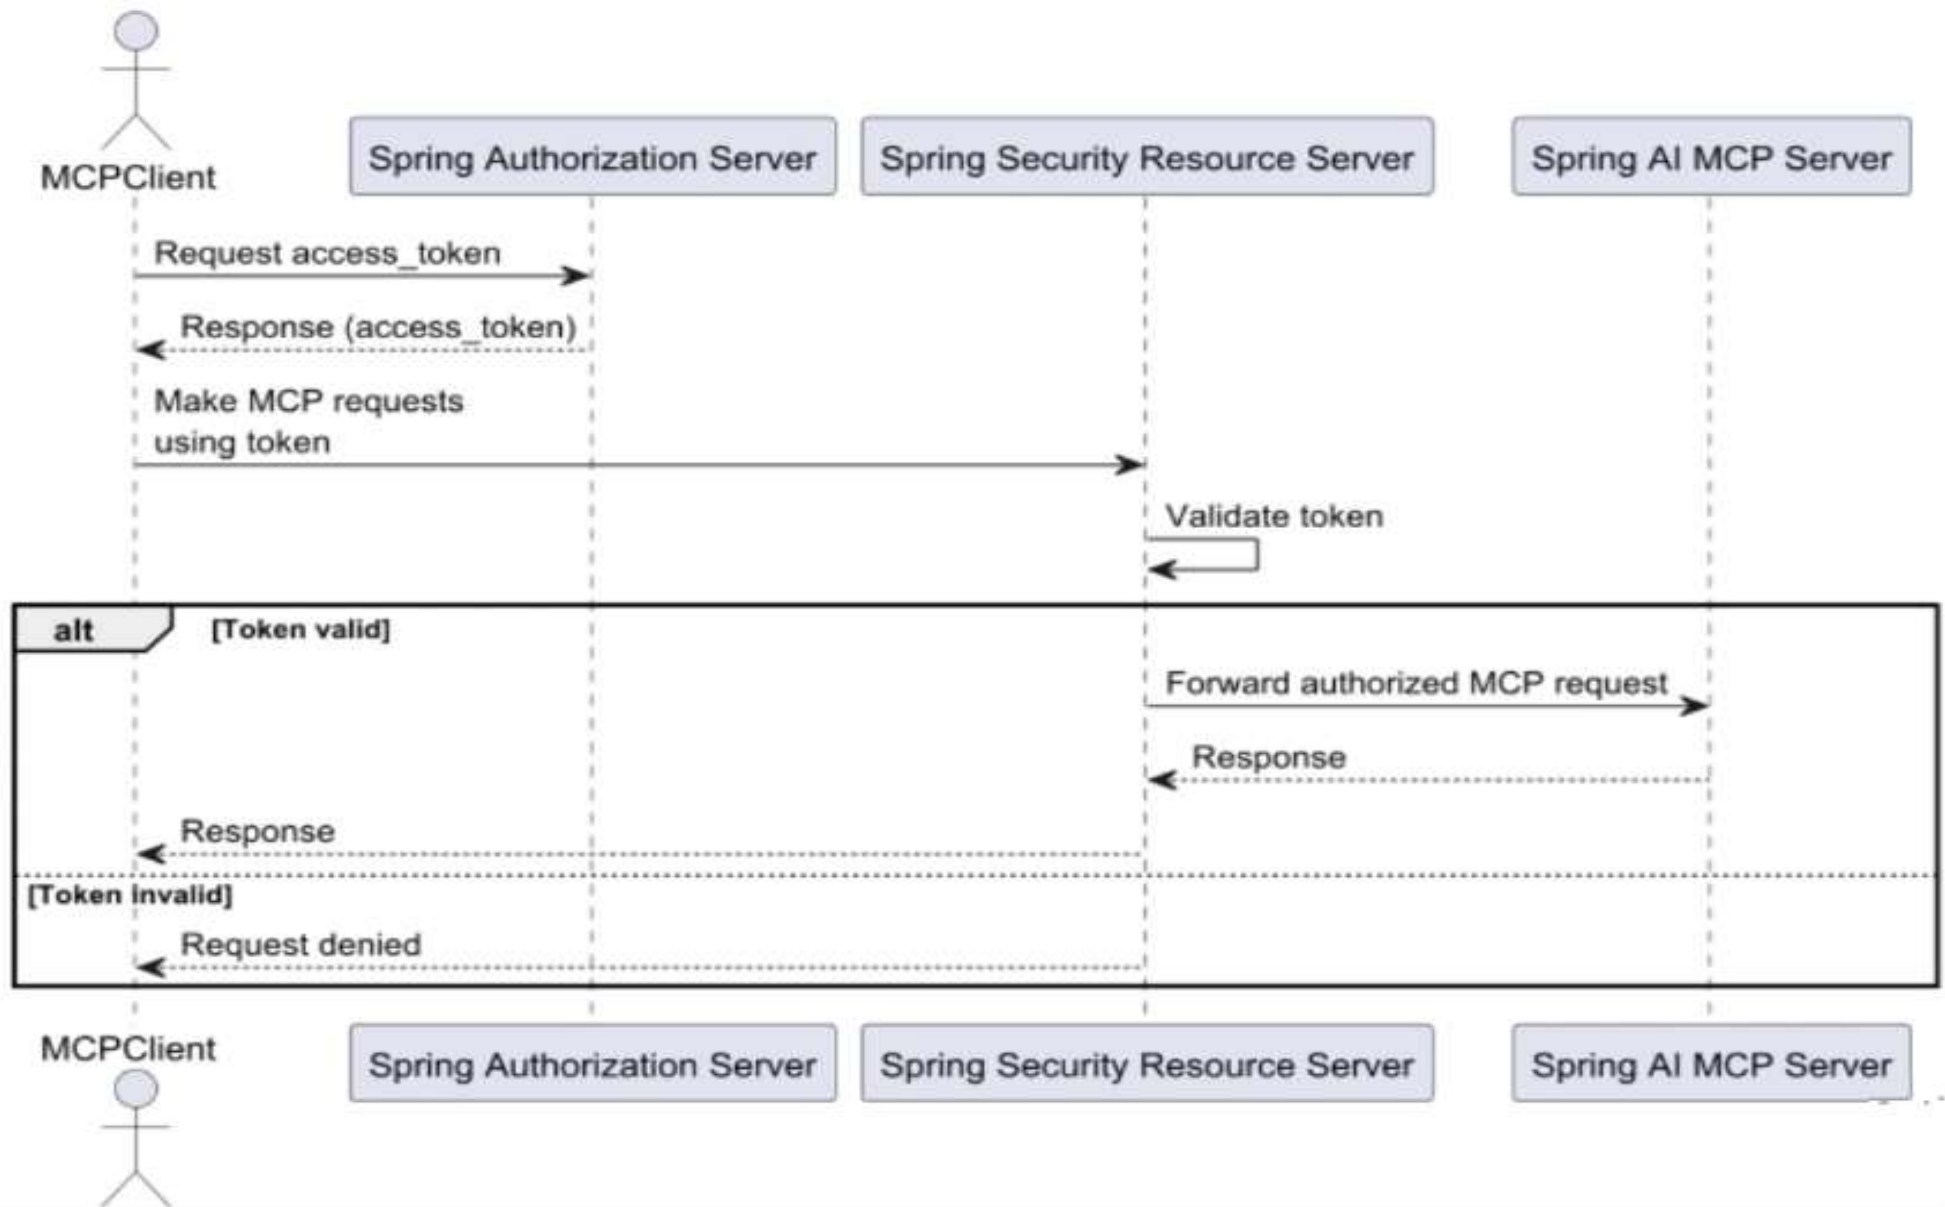 MCPClient
Spring Authorization Server
Spring Security Resource Server
Spring AI MCP Server
Request access_token
Response (access_token)
Make MCP requests
using token
Validate token
alt
[Token valid]
Forward authorized MCP request
Response
Response
[Token invalid]
Request denied
MCPClient
Spring Authorization Server
Spring Security Resource Server
Spring AI MCP Server